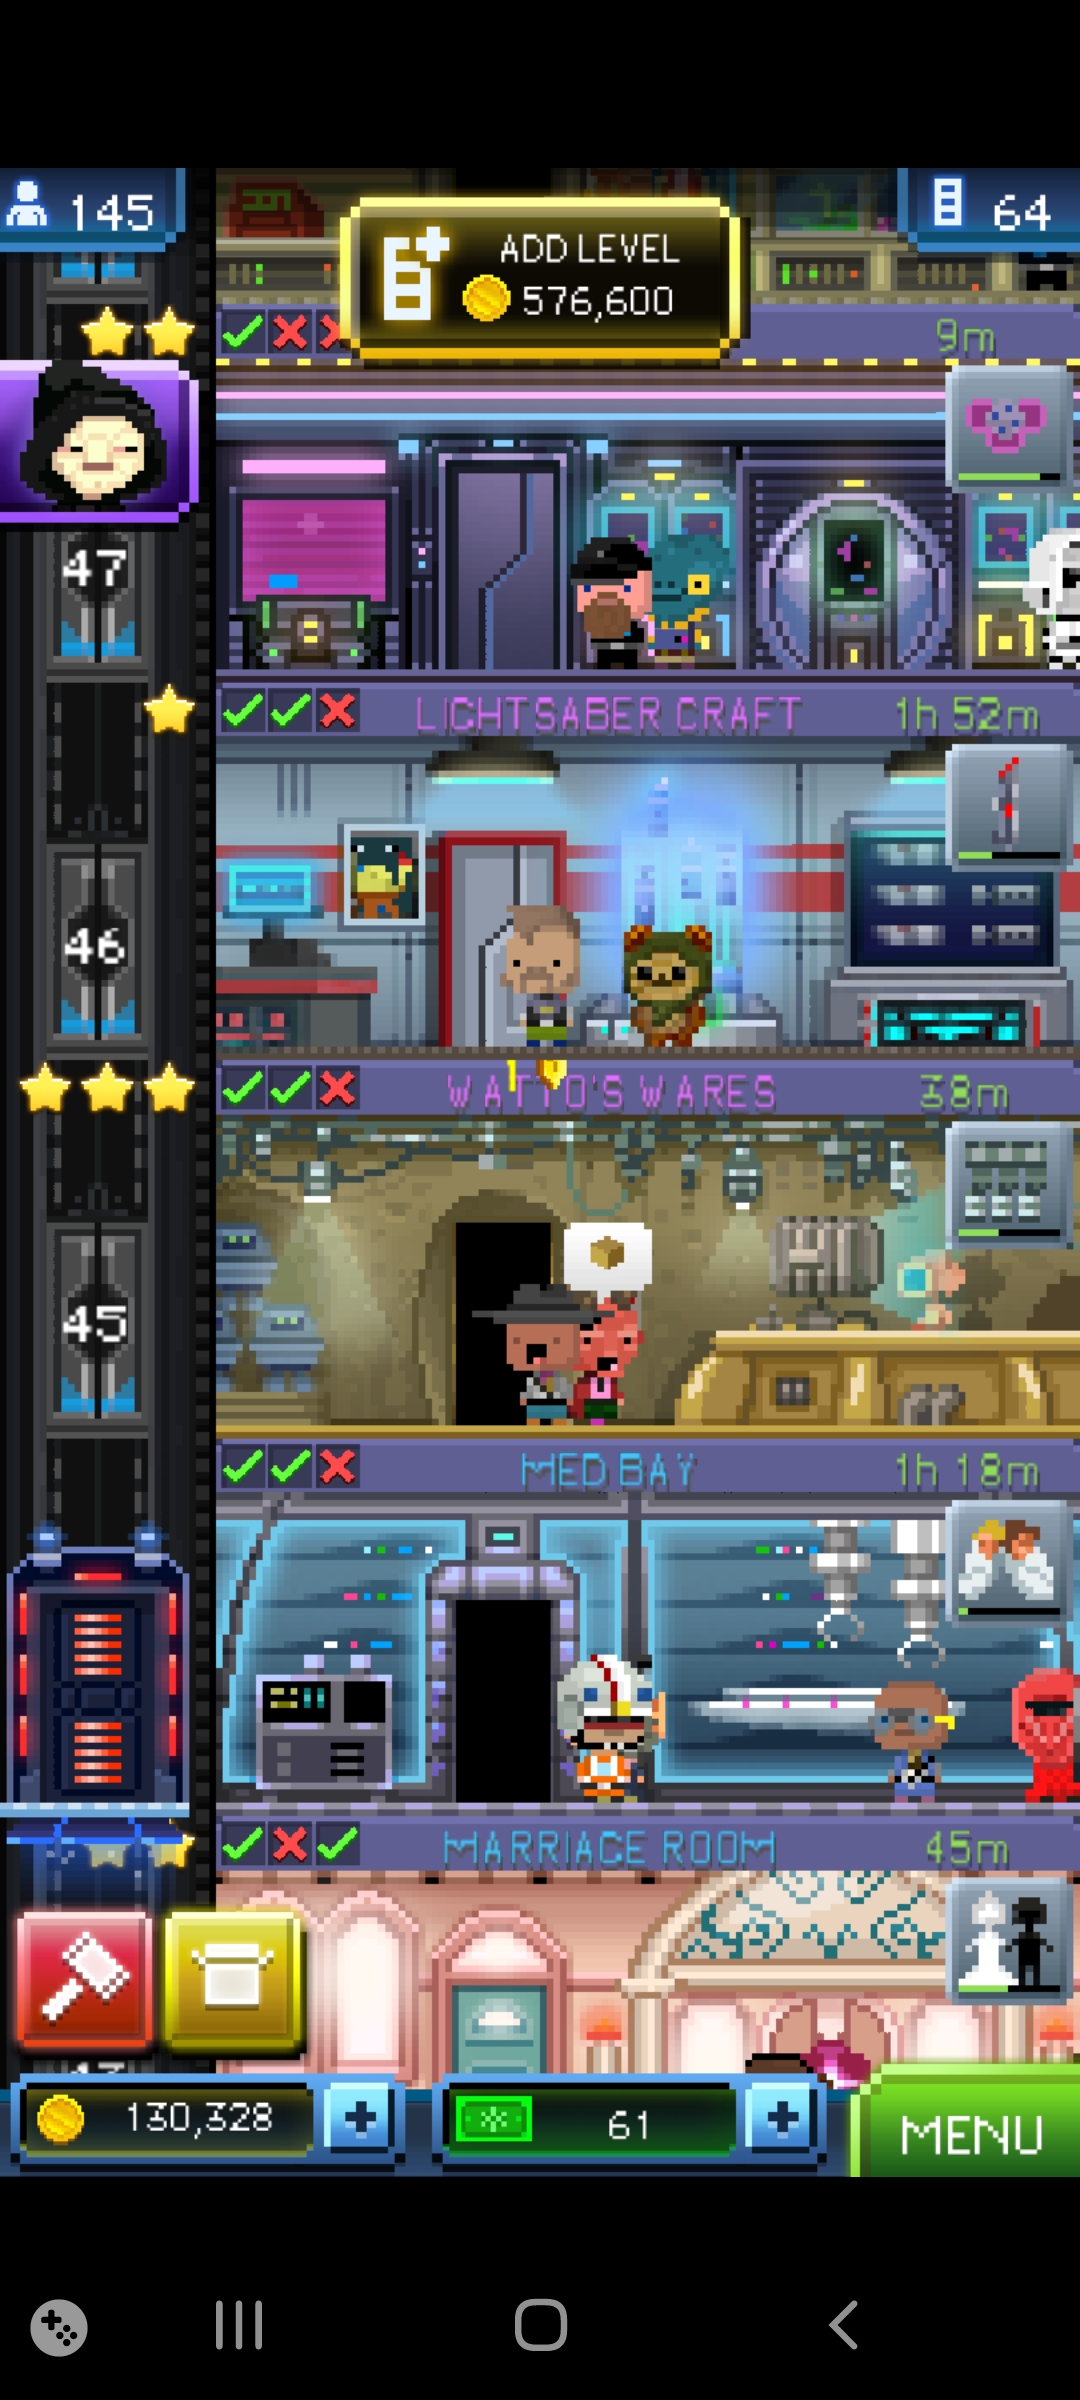 145
64
ADD LEVEL
576,600
9m
47
LIGHTSABER CRAFT 1h 52m
46
1
WATTO'S WARES 38m
45
MED BAY 1h 18m
MARRIAGE ROOM 45m
130,328
61
MENU